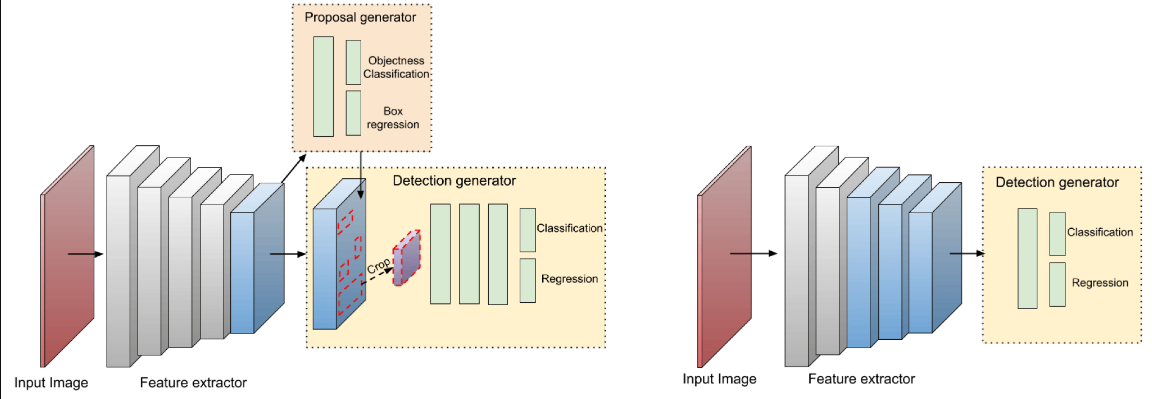 Proposal generator
Objectness
Classification
Box
regression
Detection generator
Crop
Classification
Regression
Input Image
Feature extractor
Detection generator
Classification
Regression
Input Image
Feature extractor